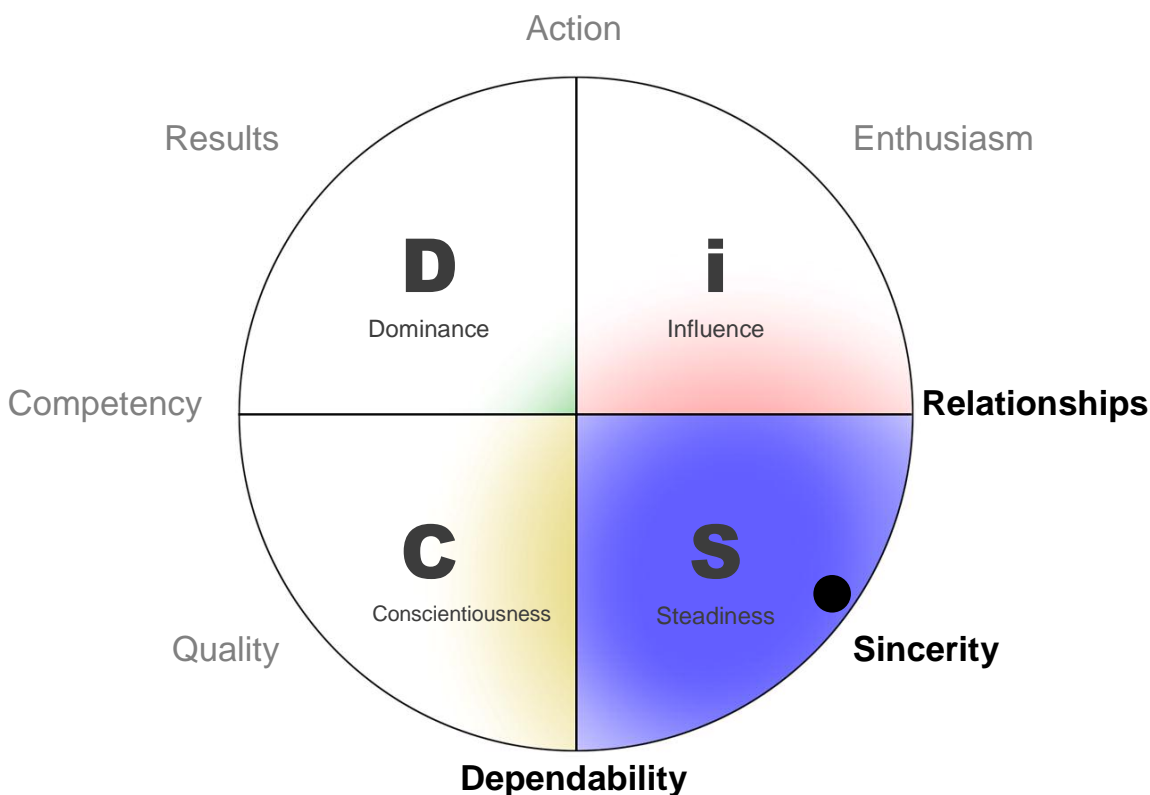 Action
Results
Enthusiasm
D
i
Dominance
Influence
Competency
Relationships
C
S
Conscientiousness
Steadiness
Quality
Sincerity
Dependability